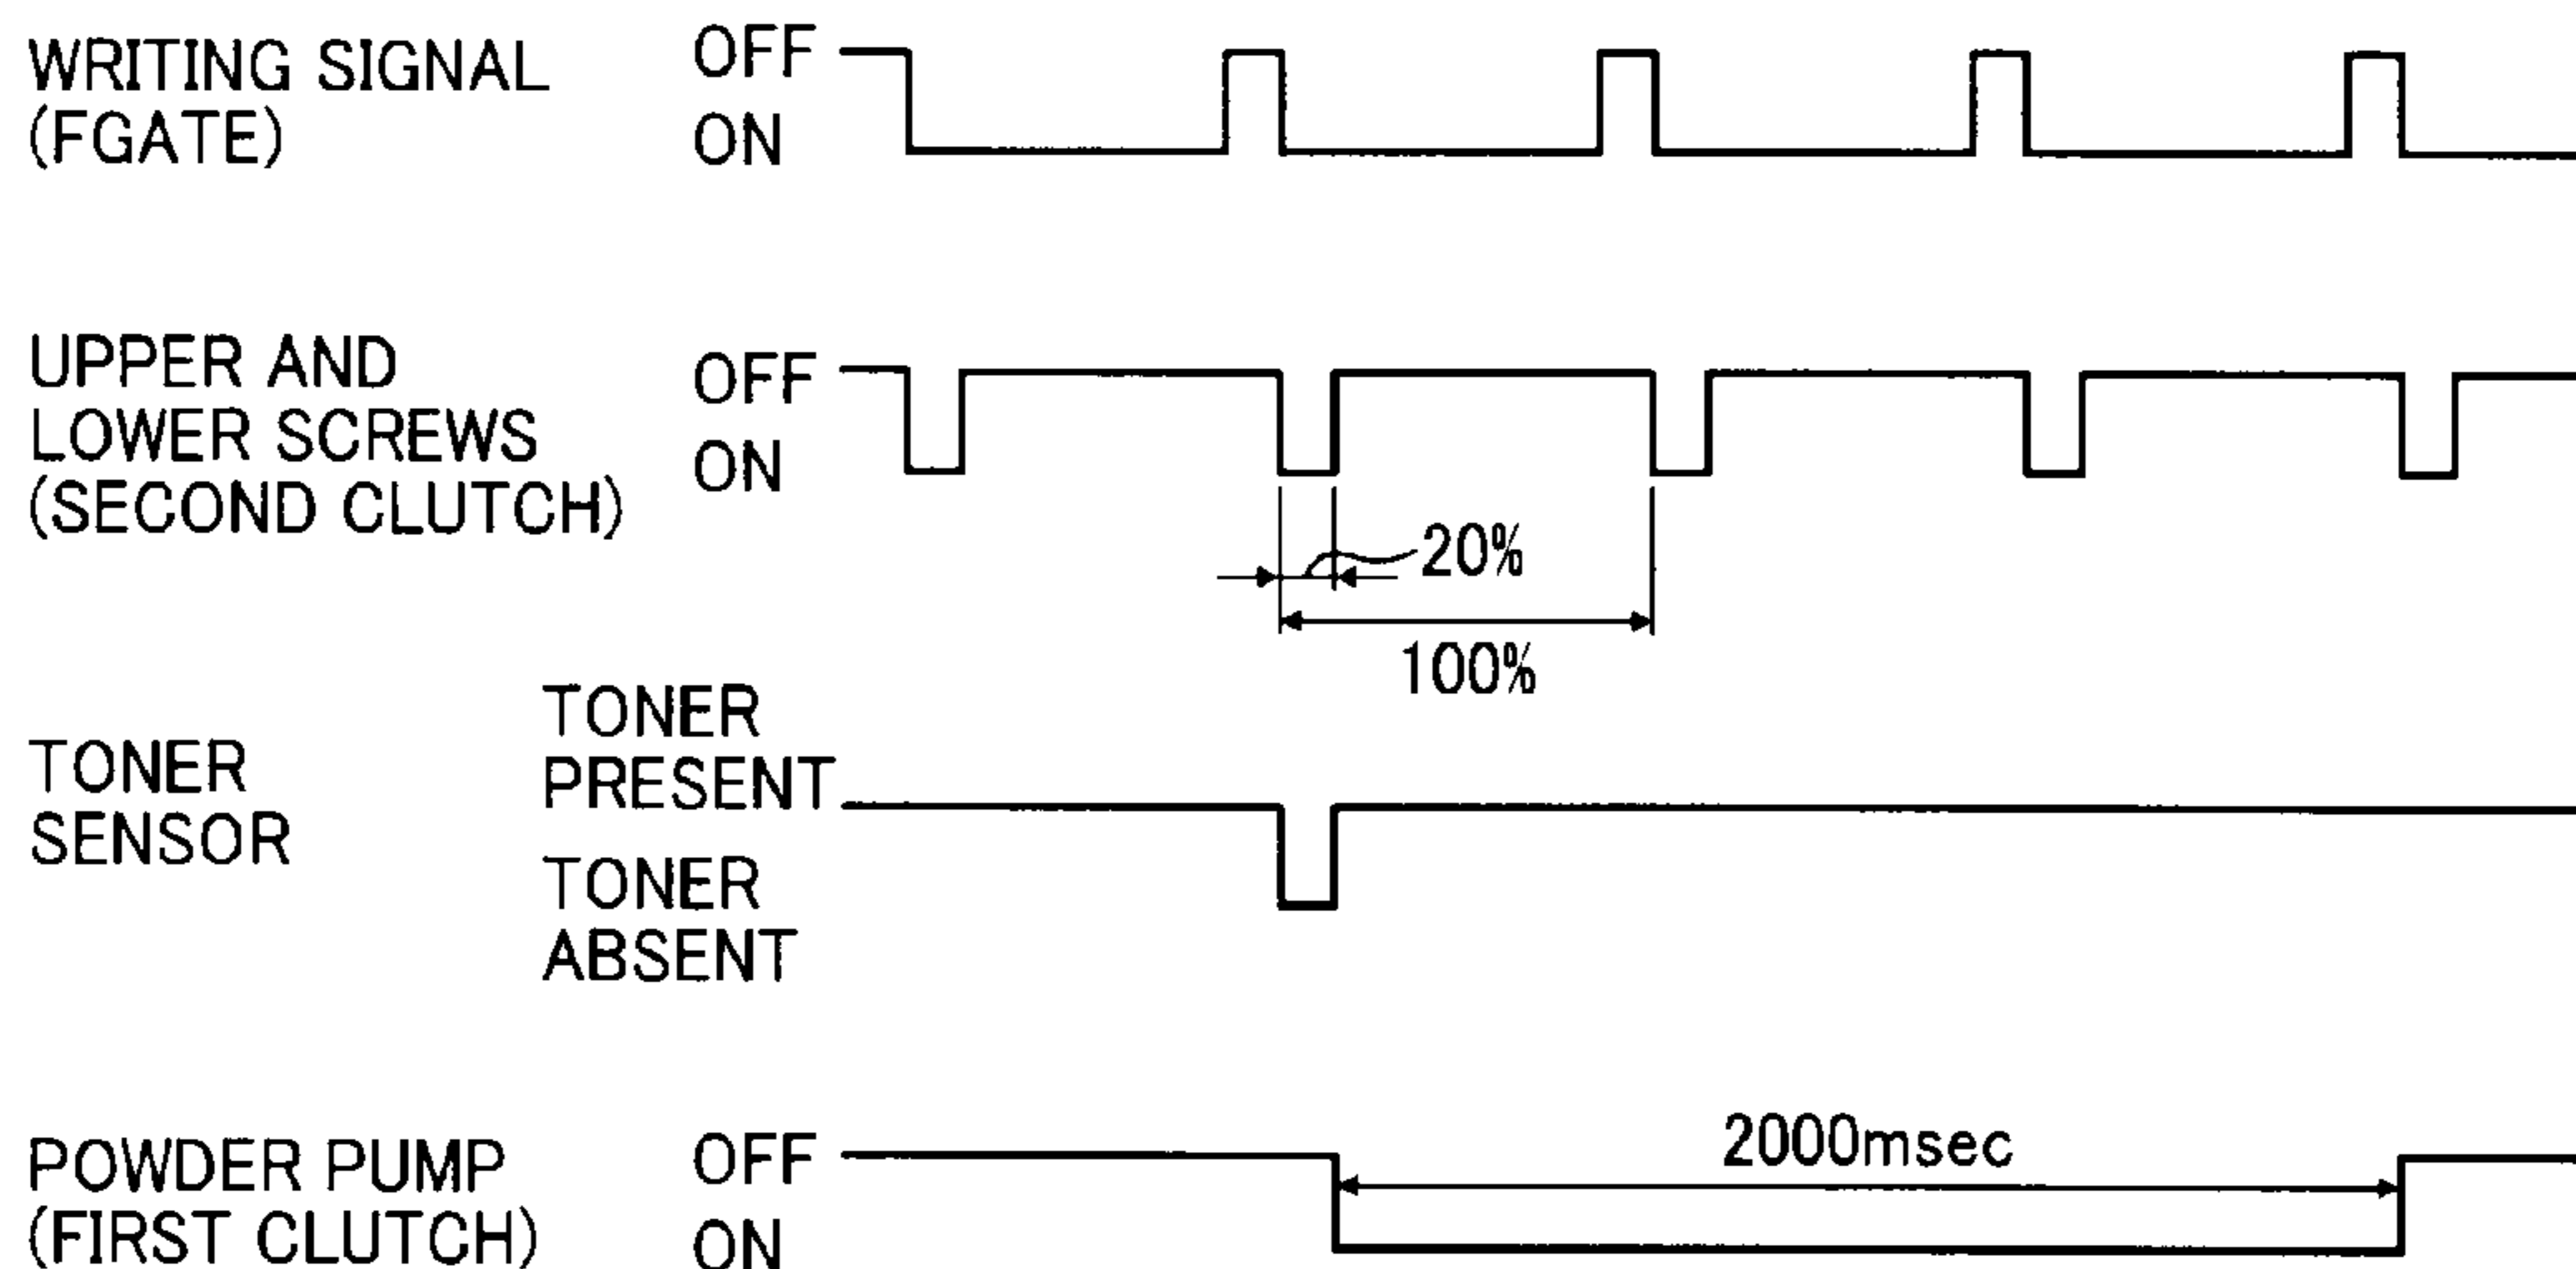 WRITING SIGNAL
(FGATE)
OFF
ON
UPPER AND
LOWER SCREWS
(SECOND CLUTCH)
OFF
ON
20%
100%
TONER
SENSOR
TONER
PRESENT
TONER
ABSENT
POWDER PUMP
(FIRST CLUTCH)
OFF
ON
2000msec